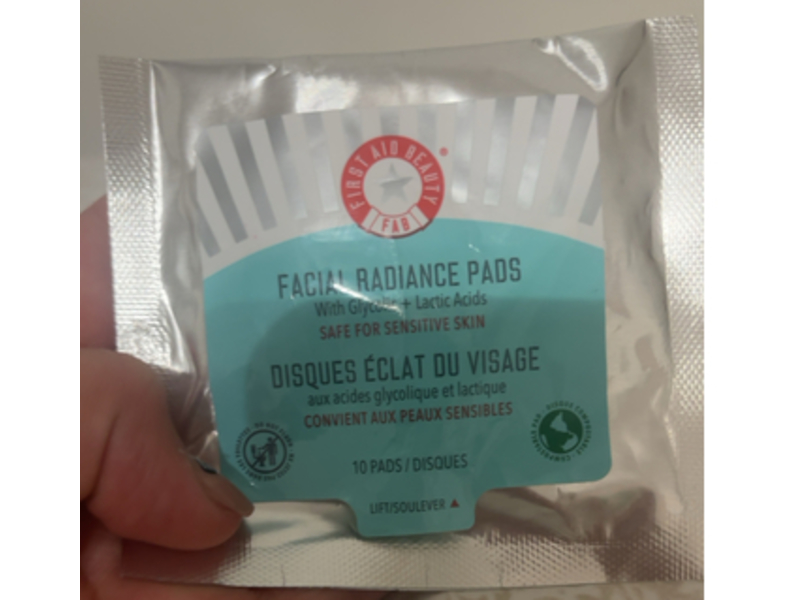 FIRST AID BEAUTY
®
FAB
FACIAL RADIANCE PADS
With Glycolic + Lactic Acids
SAFE FOR SENSITIVE SKIN
DISQUES ÉCLAT DU VISAGE
aux acides glycolique et lactique
CONVIENT AUX PEAUX SENSIBLES
10 PADS / DISQUES
LIFT/SOULEVER